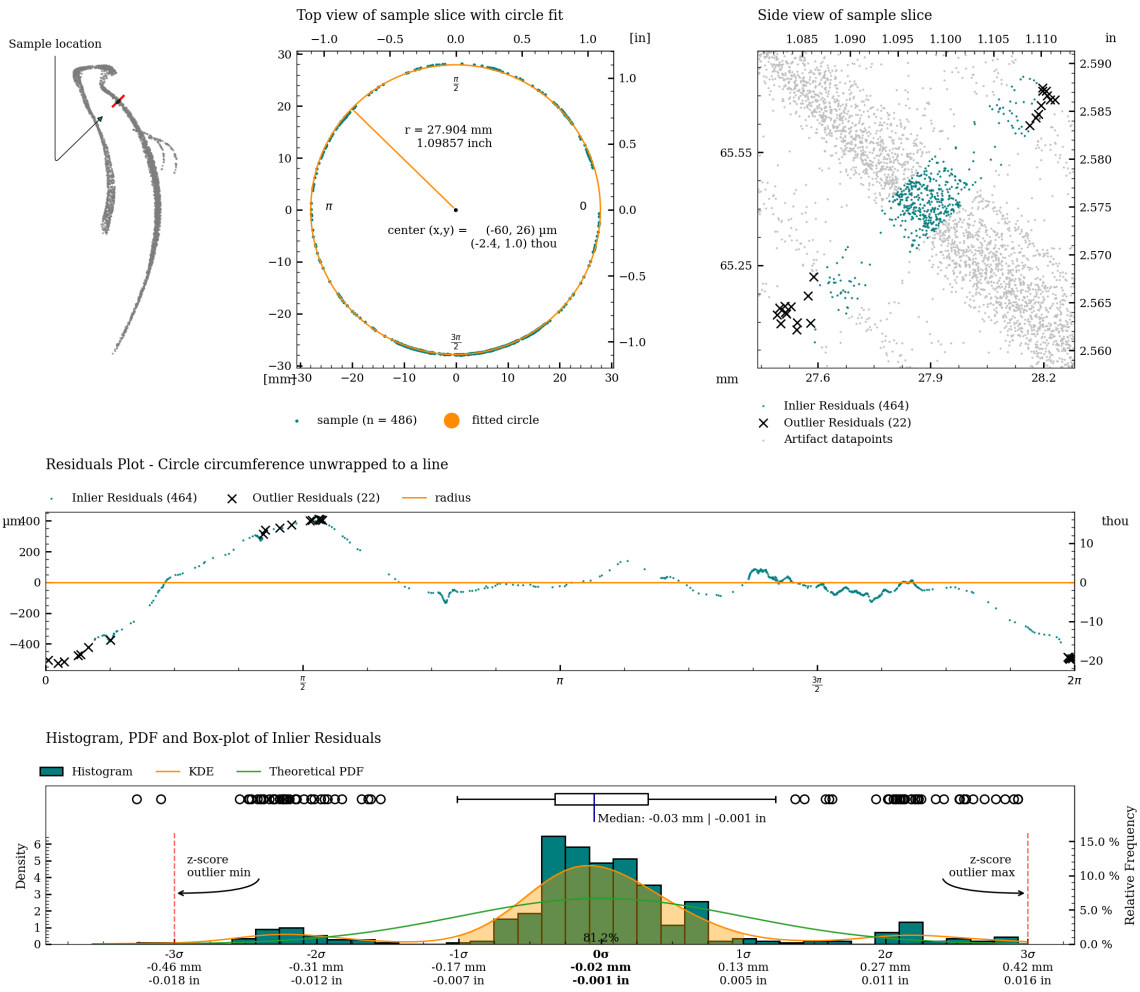 Top view of sample slice with circle fit
Side view of sample slice
Sample location
−1.0 −0.5 0.0 0.5 1.0 [in]
1.085 1.090 1.095 1.100 1.105 1.110 in
30
20
10
0
−10
−20
−30
1.0
0.5
0.0
−0.5
−1.0
π/2
r = 27.904 mm
1.09857 inch
π
0
center (x,y) = (-60, 26) µm
(-2.4, 1.0) thou
3π/2
[mm] −30 −20 −10 0 10 20 30
65.55
65.25
2.590
2.585
2.580
2.575
2.570
2.565
2.560
mm 27.6 27.9 28.2
sample (n = 486) fitted circle
Inlier Residuals (464)
Outlier Residuals (22)
Artifact datapoints
Residuals Plot - Circle circumference unwrapped to a line
Inlier Residuals (464) Outlier Residuals (22) radius
µm
400
200
0
−200
−400
thou
10
0
−10
−20
0 π/2 π 3π/2 2π
Histogram, PDF and Box-plot of Inlier Residuals
Histogram KDE Theoretical PDF
Median: -0.03 mm | -0.001 in
Density
6
5
4
3
2
1
0
z-score
outlier min
z-score
outlier max
15.0 %
10.0 %
5.0 %
0.0 %
Relative Frequency
81.2%
-3σ -2σ -1σ 0σ 1σ 2σ 3σ
-0.46 mm -0.31 mm -0.17 mm -0.02 mm 0.13 mm 0.27 mm 0.42 mm
-0.018 in -0.012 in -0.007 in -0.001 in 0.005 in 0.011 in 0.016 in